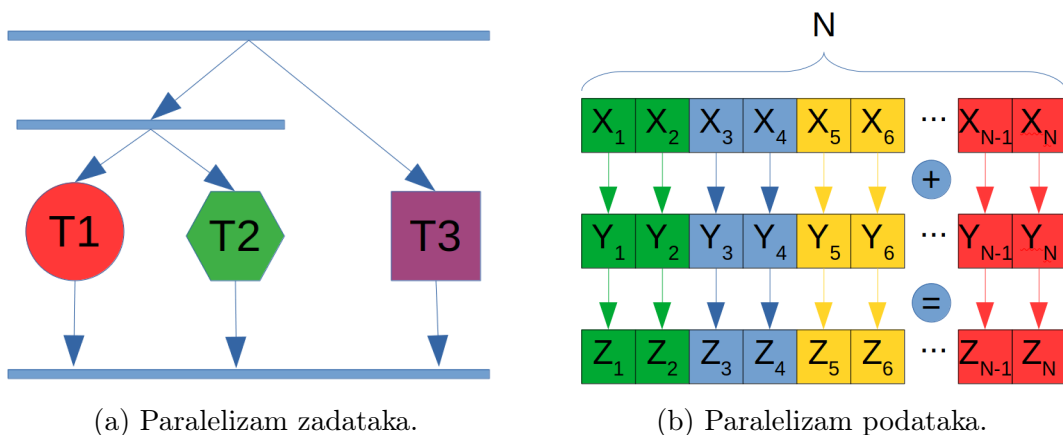 N
X1 X2 X3 X4 X5 X6 ... XN-1 XN
+
T1 T2 T3
Y1 Y2 Y3 Y4 Y5 Y6 ... YN-1 YN
=
Z1 Z2 Z3 Z4 Z5 Z6 ... ZN-1 ZN
(a) Paralelizam zadataka.
(b) Paralelizam podataka.